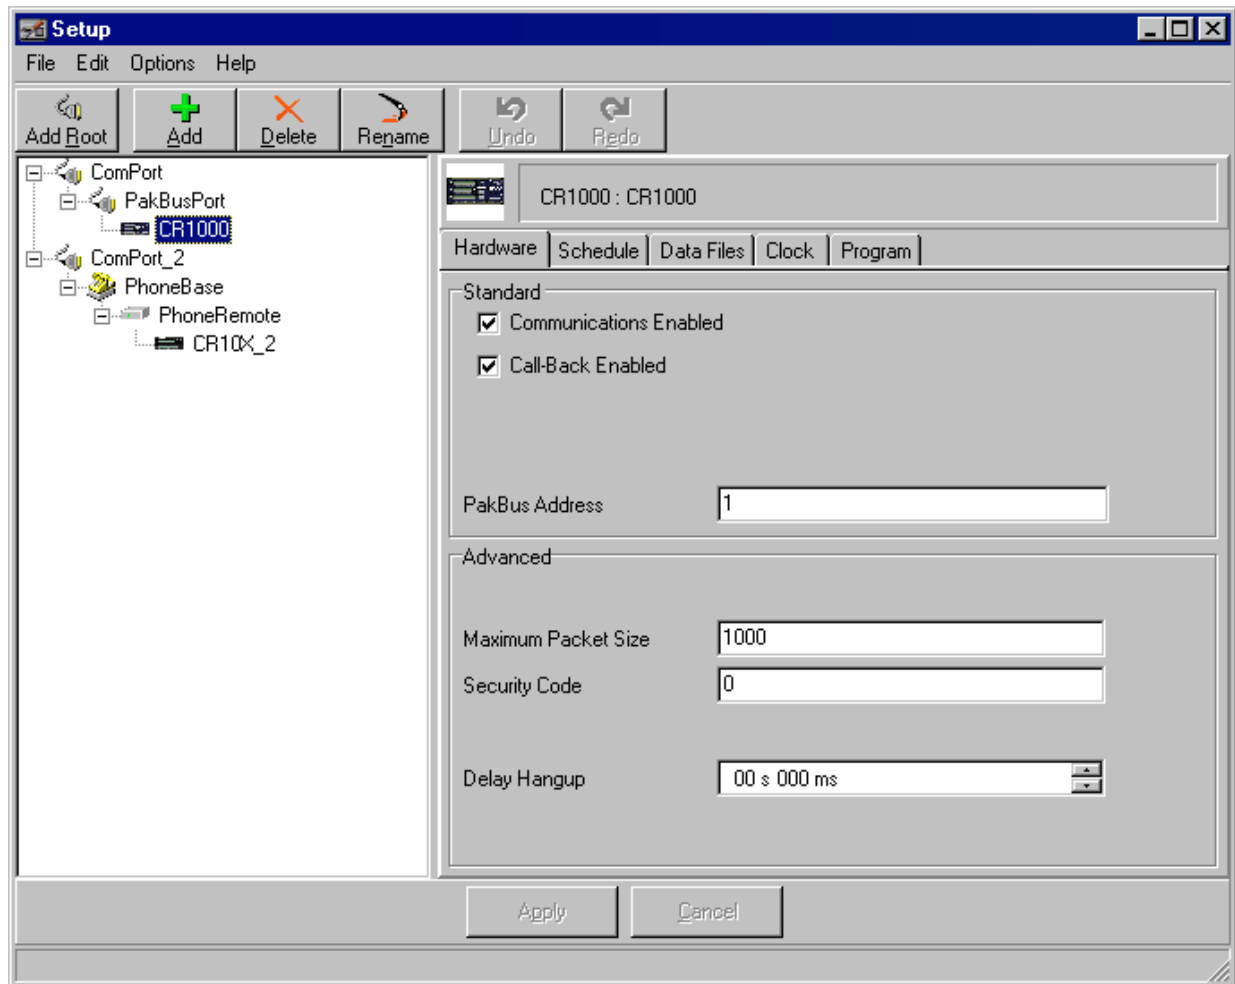 Setup
File Edit Options Help
Add Root Add Delete Rename Undo Redo
ComPort
PakBusPort
CR1000
ComPort_2
PhoneBase
PhoneRemote
CR10X_2
CR1000 : CR1000
Hardware Schedule Data Files Clock Program
Standard
Communications Enabled
Call-Back Enabled
PakBus Address 1
Advanced
Maximum Packet Size 1000
Security Code 0
Delay Hangup 00 s 000 ms
Apply Cancel